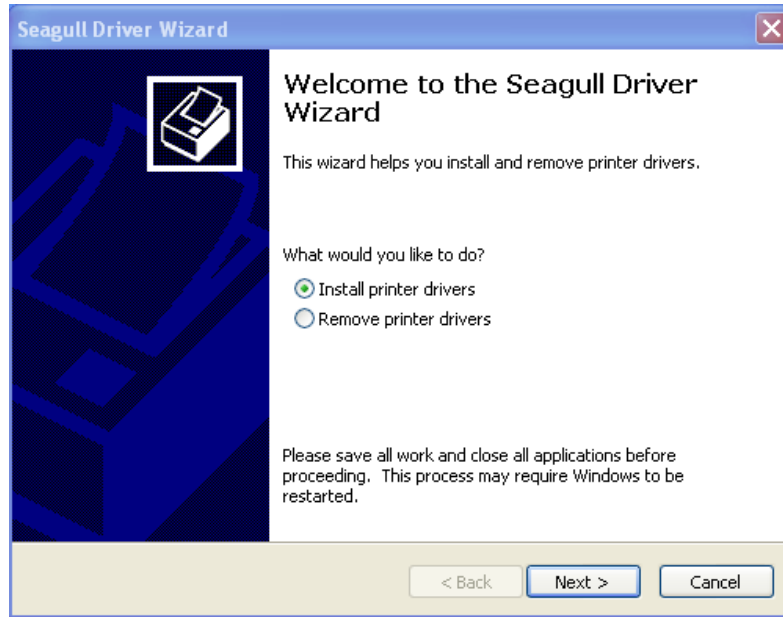 Seagull Driver Wizard
Welcome to the Seagull Driver
Wizard
This wizard helps you install and remove printer drivers.
What would you like to do?
Install printer drivers
Remove printer drivers
Please save all work and close all applications before
proceeding. This process may require Windows to be
restarted.
< Back Next > Cancel